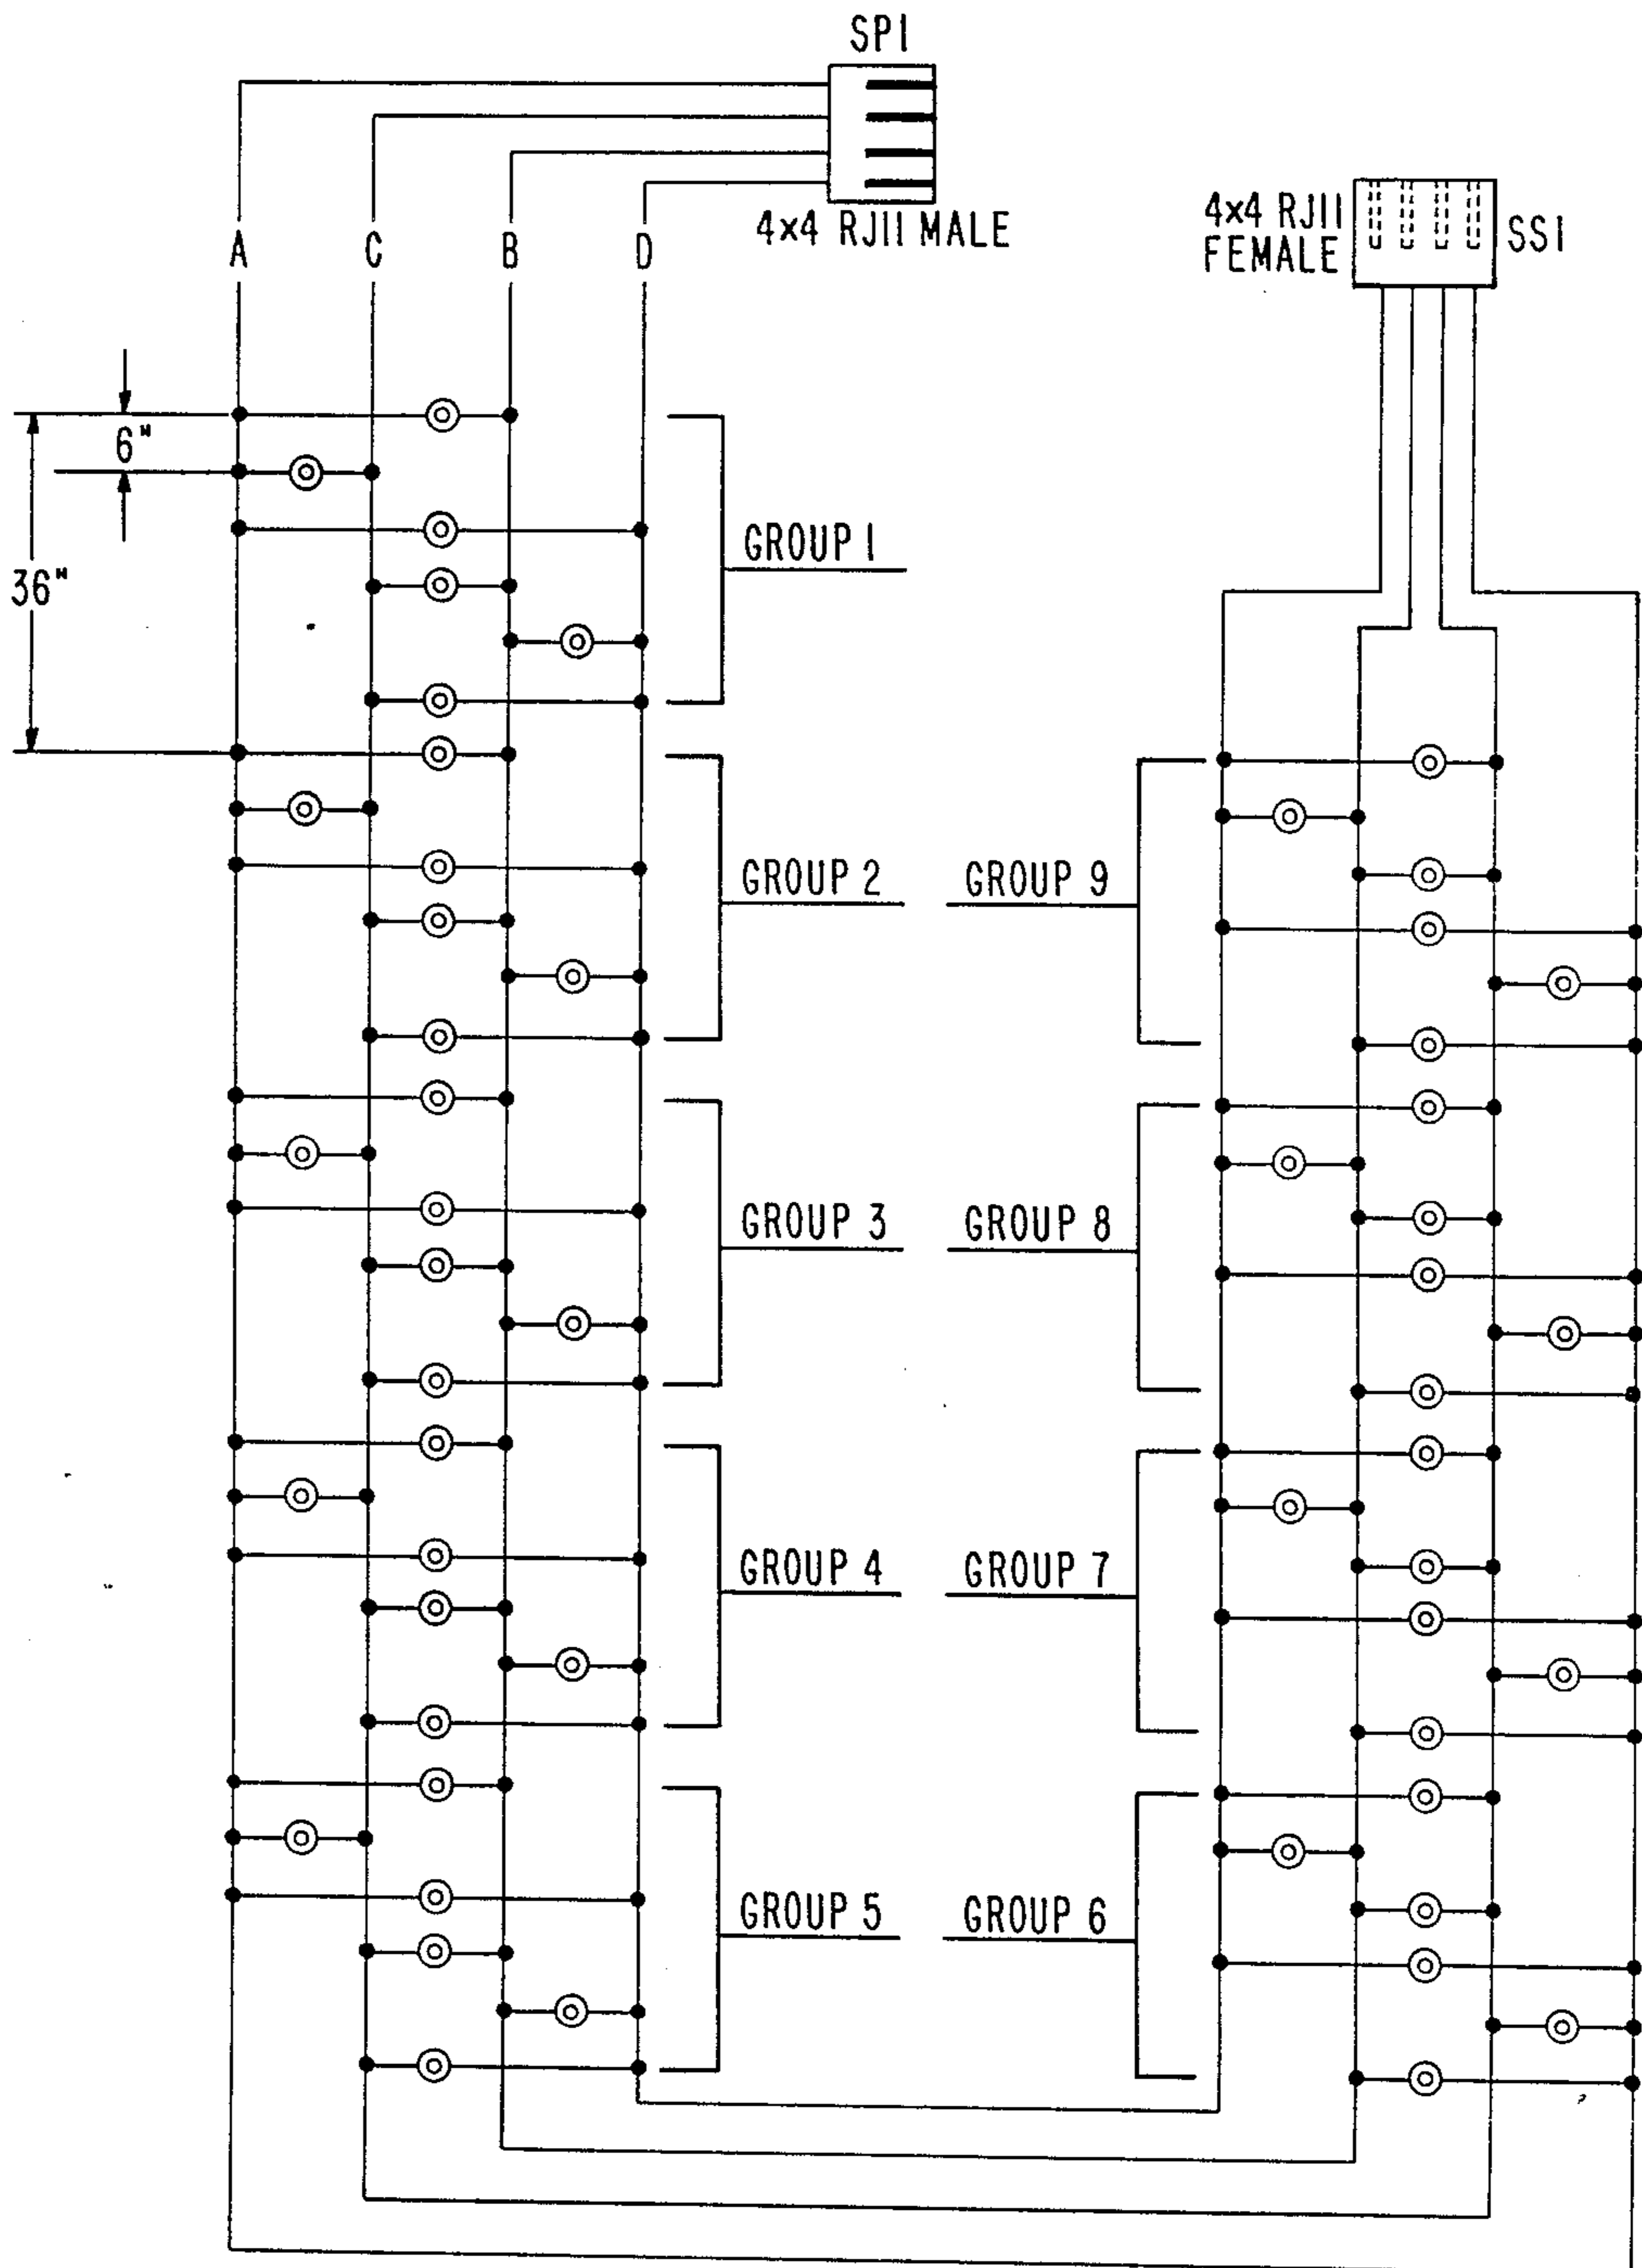 SP1
4x4 RJ11 MALE
4x4 RJ11
FEMALE
SS1
A C B D
6"
36"
GROUP 1
GROUP 2
GROUP 9
GROUP 3
GROUP 8
GROUP 4
GROUP 7
GROUP 5
GROUP 6